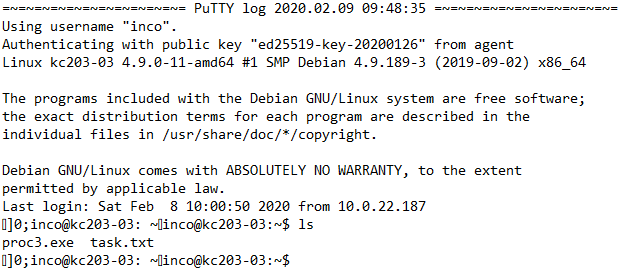 =~=~=~=~=~=~=~=~=~=~=~= PuTTY log 2020.02.09 09:48:35 =~=~=~=~=~=~=~=~=~=~=~=
Using username "inco".
Authenticating with public key "ed25519-key-20200126" from agent
Linux kc203-03 4.9.0-11-amd64 #1 SMP Debian 4.9.189-3 (2019-09-02) x86_64
The programs included with the Debian GNU/Linux system are free software;
the exact distribution terms for each program are described in the
individual files in /usr/share/doc/*/copyright.
Debian GNU/Linux comes with ABSOLUTELY NO WARRANTY, to the extent
permitted by applicable law.
Last login: Sat Feb  8 10:00:50 2020 from 10.0.22.187
▯]0;inco@kc203-03: ~▯inco@kc203-03:~$ ls
proc3.exe  task.txt
▯]0;inco@kc203-03: ~▯inco@kc203-03:~$